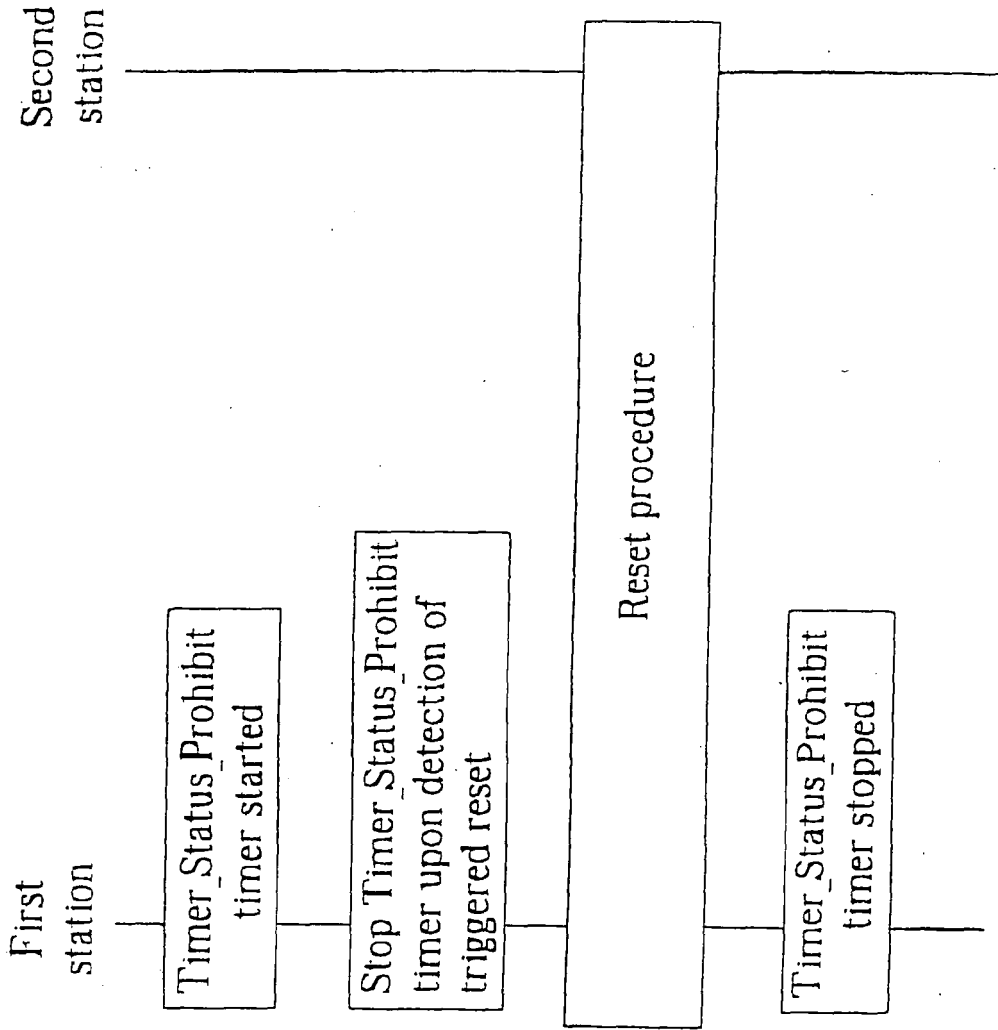 First
station
Second
station
Timer_Status_Prohibit
timer started
Stop Timer_Status_Prohibit
timer upon detection of
triggered reset
Reset procedure
Timer_Status_Prohibit
timer stopped